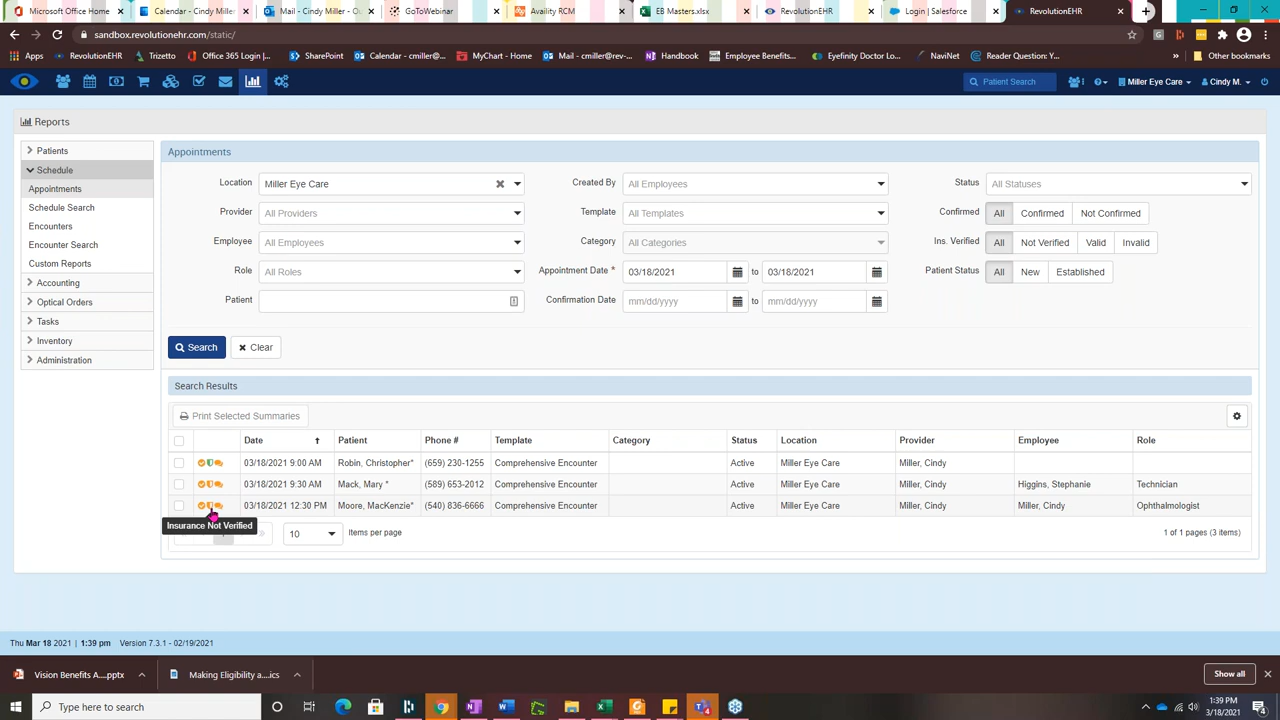 Microsoft Office Home
Calendar - Cindy Miller
Mail - Cindy Miller - O
GoToWebinar
Availity RCM
EB Masters.xlsx
RevolutionEHR
Login | Salesforce
RevolutionEHR
sandbox.revolutionehr.com/static/
Apps
RevolutionEHR
Trizetto
Office 365 Login |...
SharePoint
Calendar - cmiller@...
MyChart - Home
Mail - cmiller@rev-...
Handbook
Employee Benefits...
Eyefinity Doctor Lo...
NaviNet
Reader Question: Y...
Other bookmarks
Patient Search
Miller Eye Care
Cindy M.
Reports
Patients
Schedule
Appointments
Schedule Search
Encounters
Encounter Search
Custom Reports
Accounting
Optical Orders
Tasks
Inventory
Administration
Appointments
Location Miller Eye Care Created By All Employees Status All Statuses
Provider All Providers Template All Templates Confirmed All Confirmed Not Confirmed
Employee All Employees Category All Categories Ins. Verified All Not Verified Valid Invalid
Role All Roles Appointment Date * 03/18/2021 to 03/18/2021 Patient Status All New Established
Patient Confirmation Date mm/dd/yyyy to mm/dd/yyyy
Search Clear
Search Results
Print Selected Summaries
Date Patient Phone # Template Category Status Location Provider Employee Role
03/18/2021 9:00 AM Robin, Christopher* (659) 230-1255 Comprehensive Encounter Active Miller Eye Care Miller, Cindy
03/18/2021 9:30 AM Mack, Mary * (589) 653-2012 Comprehensive Encounter Active Miller Eye Care Miller, Cindy Higgins, Stephanie Technician
03/18/2021 12:30 PM Moore, MacKenzie* (540) 836-6666 Comprehensive Encounter Active Miller Eye Care Miller, Cindy Miller, Cindy Ophthalmologist
Insurance Not Verified
10 Items per page 1 of 1 pages (3 items)
Thu Mar 18 2021 | 1:39 pm Version 7.3.1 - 02/19/2021
Vision Benefits A....pptx
Making Eligibility a....ics
Show all
Type here to search
1:39 PM
3/18/2021